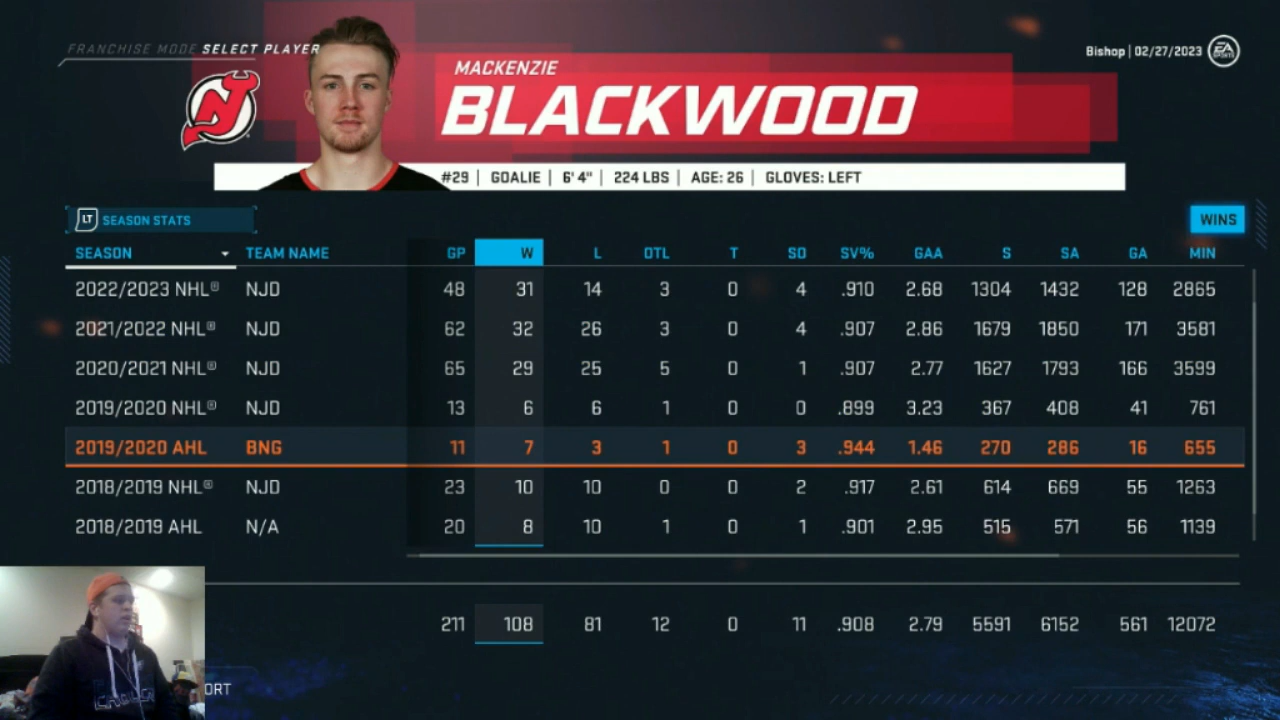 FRANCHISE MODE SELECT PLAYER
Bishop | 02/27/2023
MACKENZIE
BLACKWOOD
#29 | GOALIE | 6' 4" | 224 LBS | AGE: 26 | GLOVES: LEFT
LT SEASON STATS
WINS
SEASON TEAM NAME GP W L OTL T SO SV% GAA S SA GA MIN
2022/2023 NHL® NJD 48 31 14 3 0 4 .910 2.68 1304 1432 128 2865
2021/2022 NHL® NJD 62 32 26 3 0 4 .907 2.86 1679 1850 171 3581
2020/2021 NHL® NJD 65 29 25 5 0 1 .907 2.77 1627 1793 166 3599
2019/2020 NHL® NJD 13 6 6 1 0 0 .899 3.23 367 408 41 761
2019/2020 AHL BNG 11 7 3 1 0 3 .944 1.46 270 286 16 655
2018/2019 NHL® NJD 23 10 10 0 0 2 .917 2.61 614 669 55 1263
2018/2019 AHL N/A 20 8 10 1 0 1 .901 2.95 515 571 56 1139
211 108 81 12 0 11 .908 2.79 5591 6152 561 12072
ORT